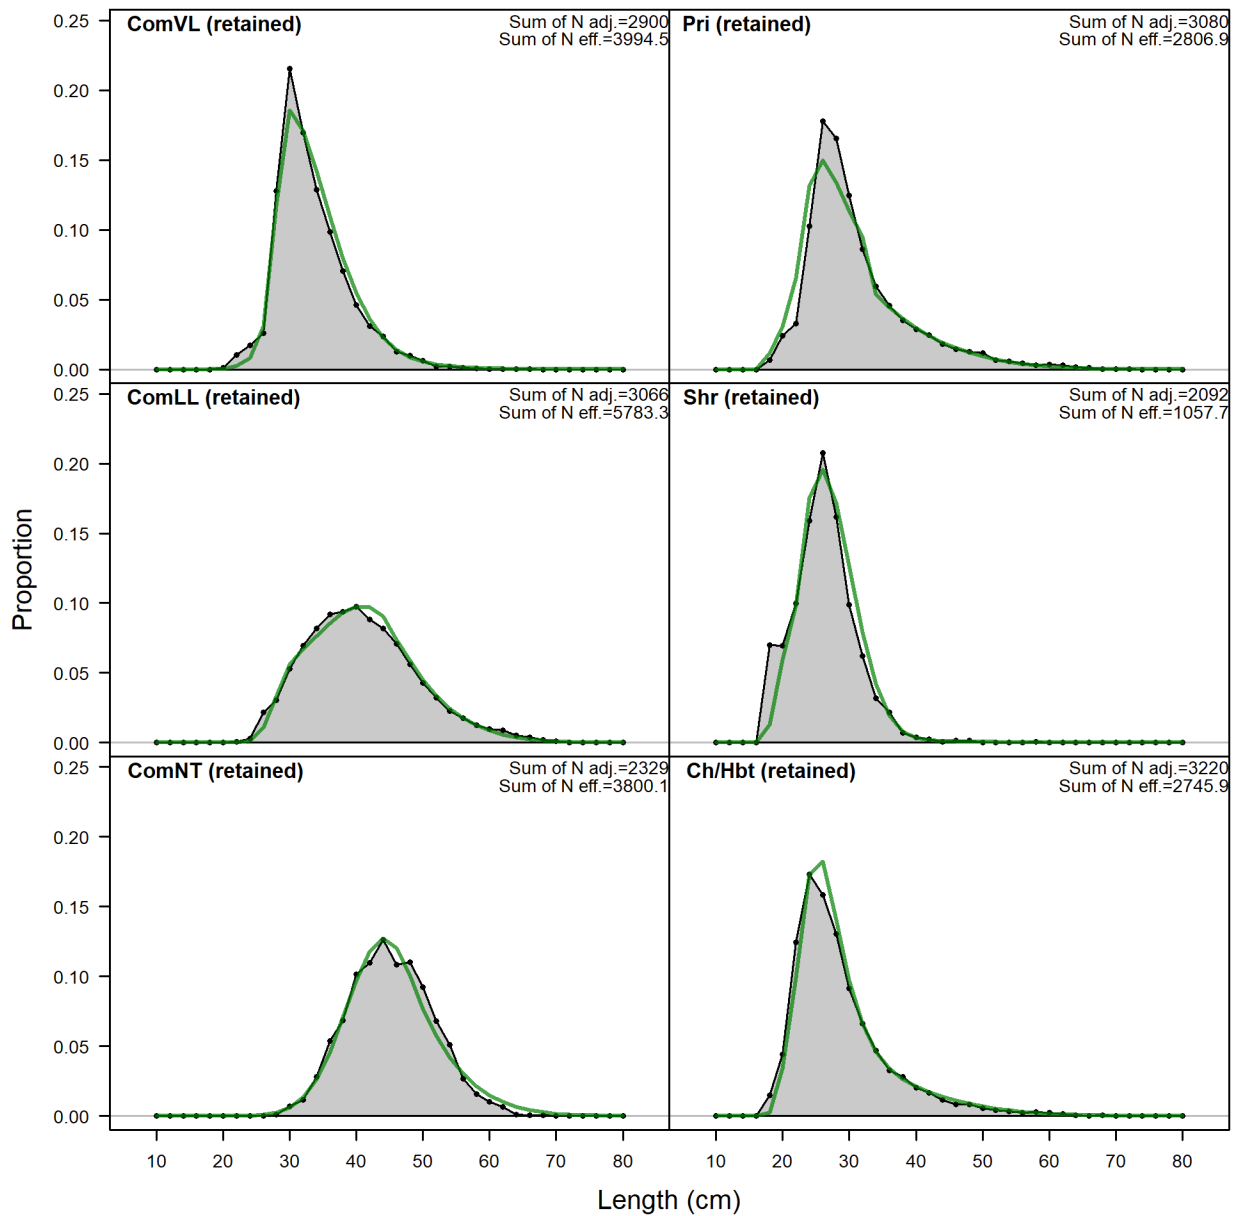 ComVL (retained)
Sum of N adj.=2900
Sum of N eff.=3994.5
Pri (retained)
Sum of N adj.=3080
Sum of N eff.=2806.9
0.25
0.20
0.15
0.10
0.05
0.00
ComLL (retained)
Sum of N adj.=3066
Sum of N eff.=5783.3
Shr (retained)
Sum of N adj.=2092
Sum of N eff.=1057.7
0.25
0.20
0.15
0.10
0.05
0.00
ComNT (retained)
Sum of N adj.=2329
Sum of N eff.=3800.1
Ch/Hbt (retained)
Sum of N adj.=3220
Sum of N eff.=2745.9
0.25
0.20
0.15
0.10
0.05
0.00
Proportion
10 20 30 40 50 60 70 80
10 20 30 40 50 60 70 80
Length (cm)